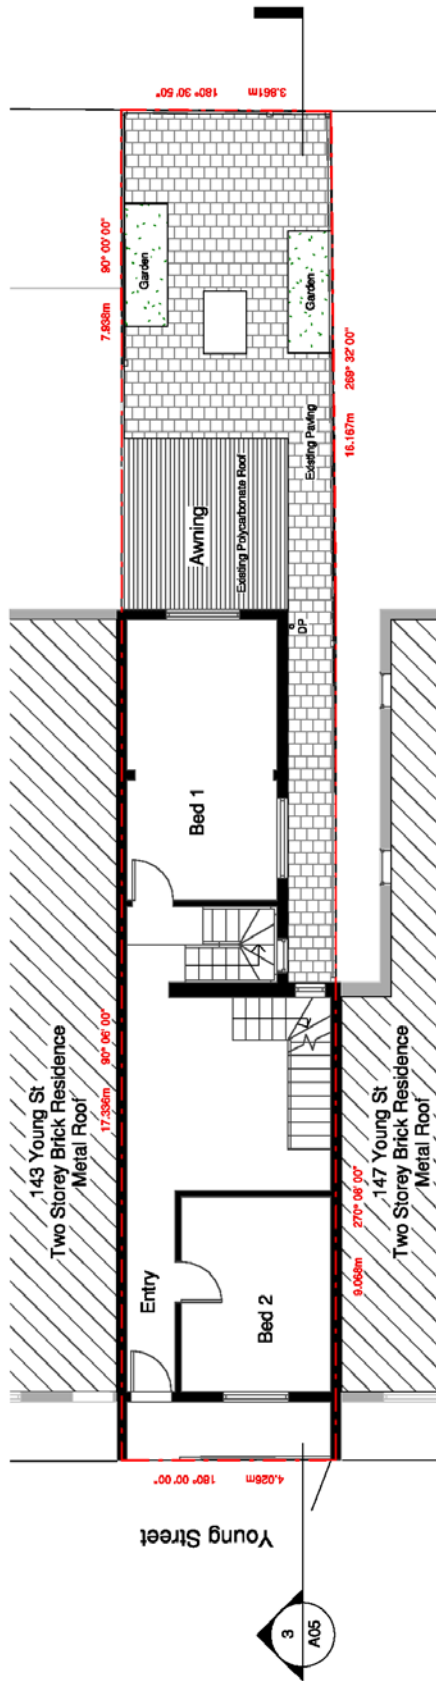 3.861m 180° 30' 50"
7.938m 90° 00' 00"
Garden
Garden
16.167m 269° 32' 00"
Existing Paving
Awning
Existing Polycarbonate Roof
DP
Bed 1
143 Young St
Two Storey Brick Residence
Metal Roof
17.336m 90° 06' 00"
147 Young St
Two Storey Brick Residence
Metal Roof
9.068m 270° 06' 00"
Entry
Bed 2
4.026m 180° 00' 00"
Young Street
3
A05